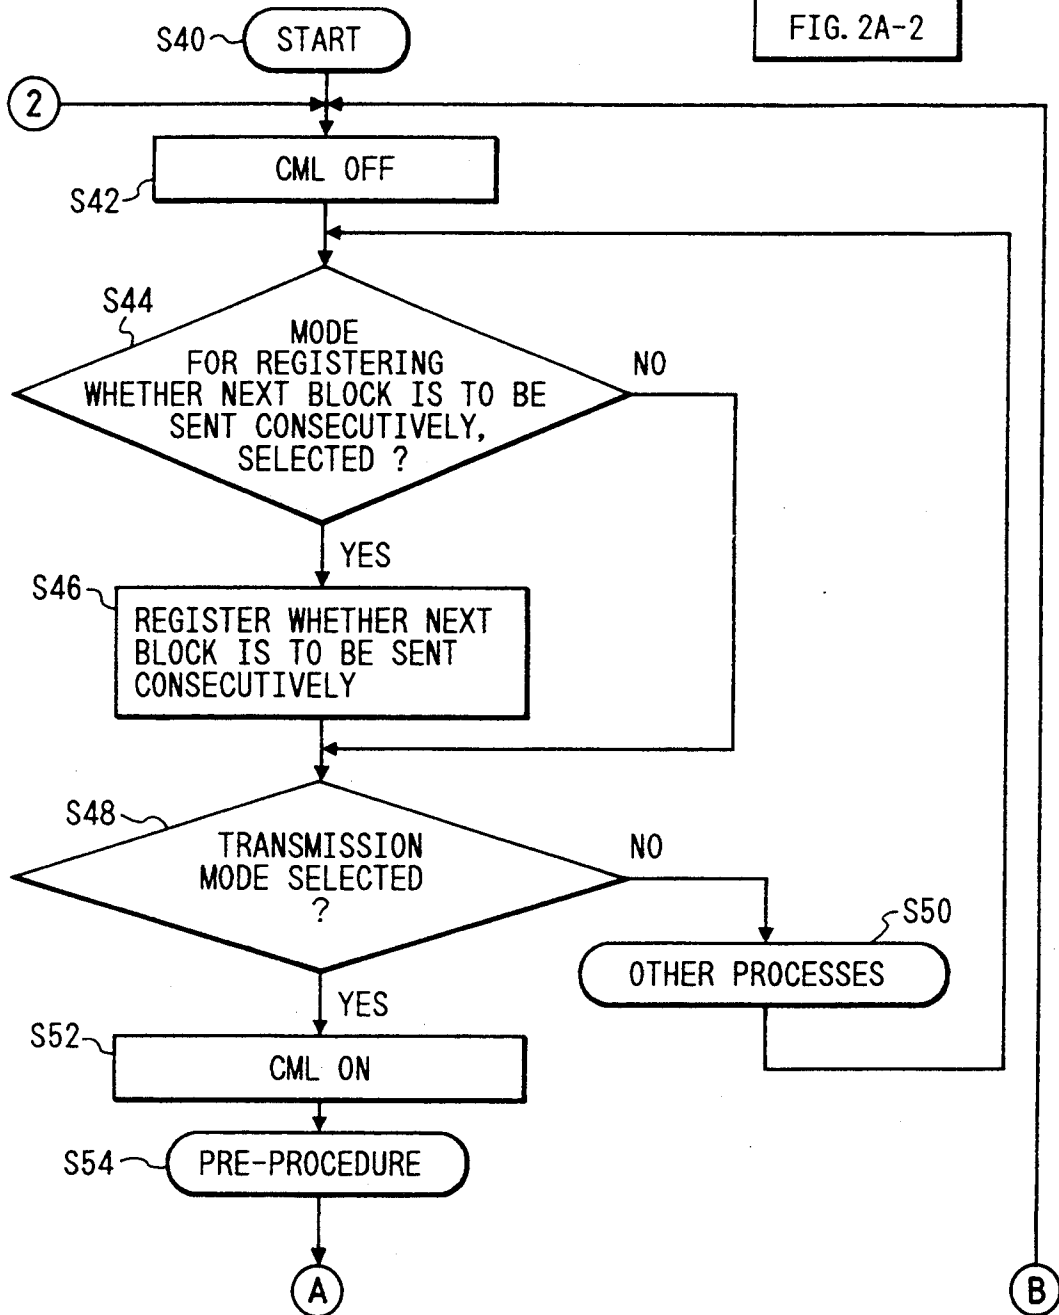 FIG. 2A-2
S40
START
2
CML OFF
S42
S44
MODE
FOR REGISTERING
WHETHER NEXT BLOCK IS TO BE
SENT CONSECUTIVELY,
SELECTED ?
NO
YES
S46
REGISTER WHETHER NEXT
BLOCK IS TO BE SENT
CONSECUTIVELY
S48
TRANSMISSION
MODE SELECTED
?
NO
S50
OTHER PROCESSES
YES
S52
CML ON
S54
PRE-PROCEDURE
A
B